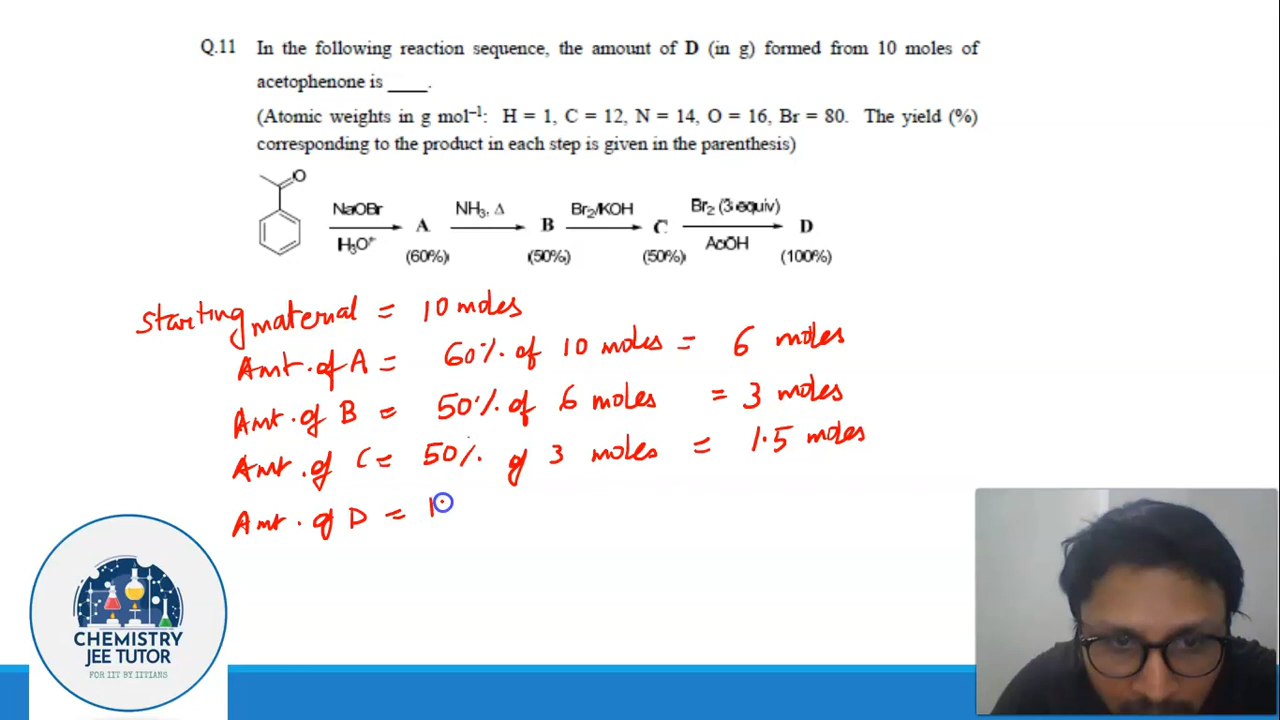 Q.11 In the following reaction sequence, the amount of D (in g) formed from 10 moles of
acetophenone is ____.
(Atomic weights in g mol⁻¹: H = 1, C = 12, N = 14, O = 16, Br = 80. The yield (%)
corresponding to the product in each step is given in the parenthesis)
O
NaOBr NH₃, Δ Br₂/KOH Br₂ (3 equiv)
A B C D
H₃O⁺ AcOH
(60%) (50%) (50%) (100%)
Starting material = 10 moles
Amt. of A = 60% of 10 moles = 6 moles
Amt. of B = 50% of 6 moles = 3 moles
Amt. of C = 50% of 3 moles = 1.5 moles
Amt. of D =
CHEMISTRY
JEE TUTOR
FOR IIT BY IITIANS